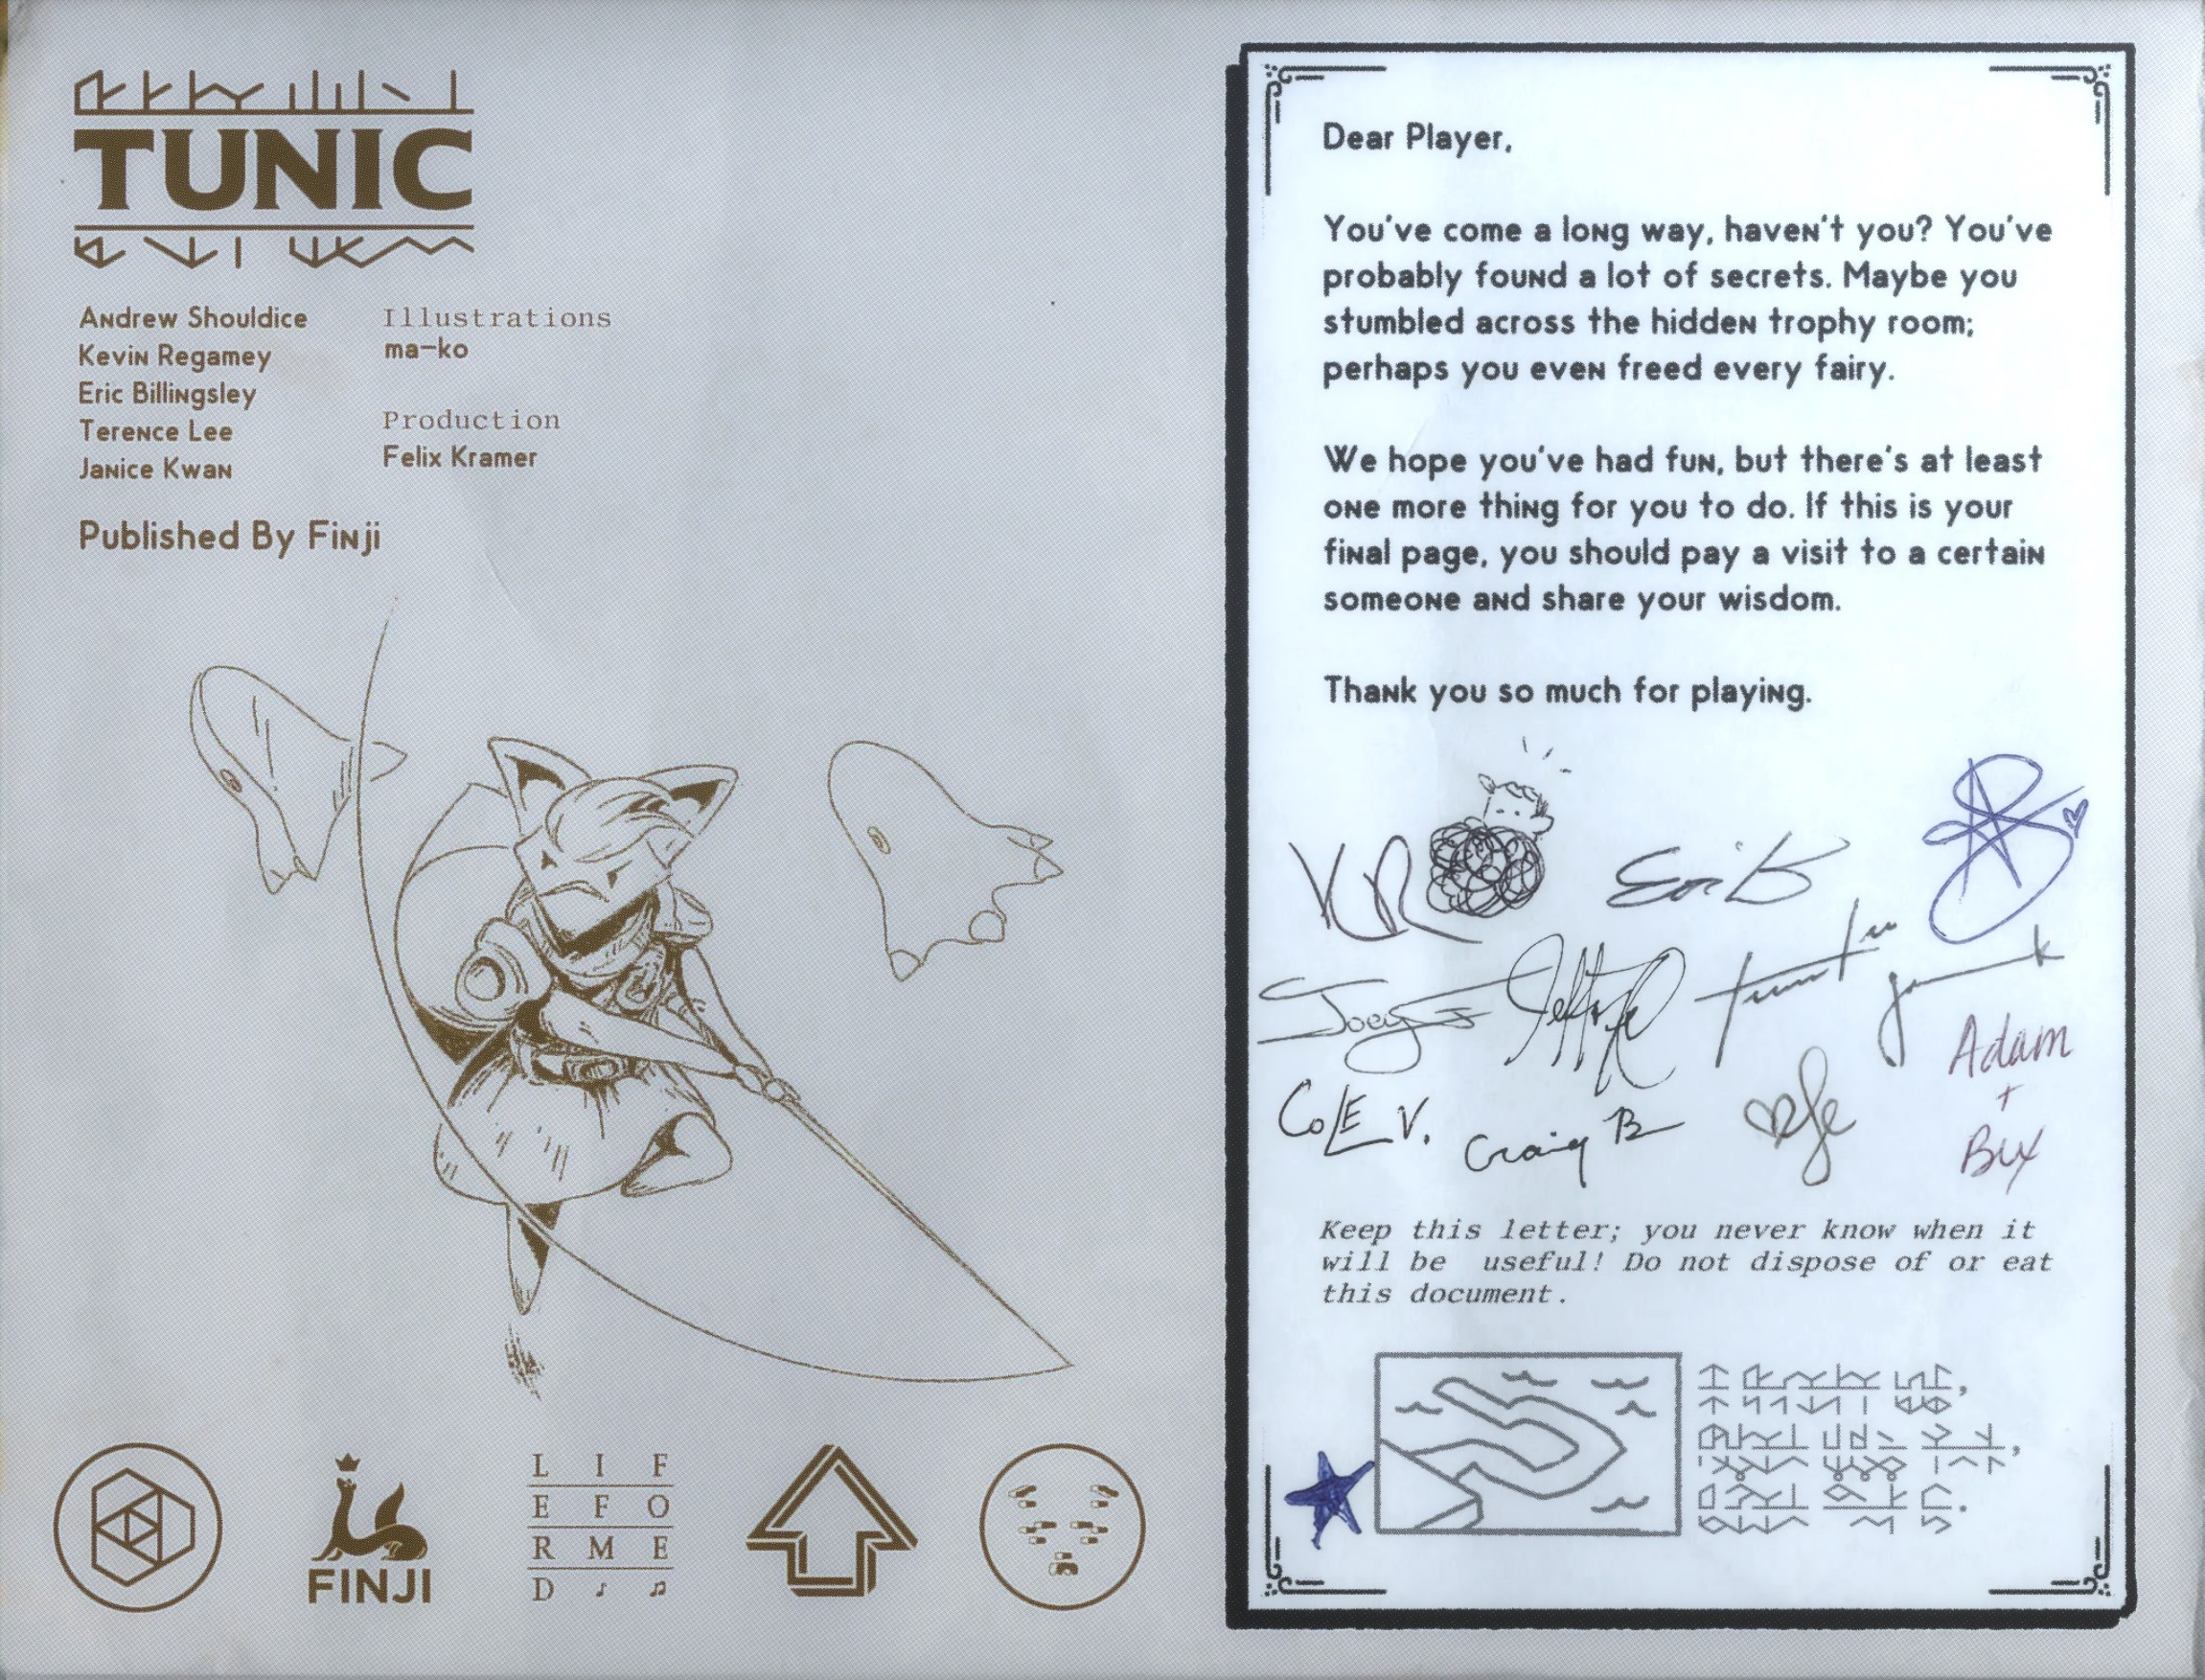 TUNIC
Andrew Shouldice
Kevin Regamey
Eric Billingsley
Terence Lee
Janice Kwan
Illustrations
ma-ko
Production
Felix Kramer
Published By Finji
FINJI
L I F
E F O
R M E
D ♪ ♫
Dear Player,
You've come a long way, haven't you? You've
probably found a lot of secrets. Maybe you
stumbled across the hidden trophy room;
perhaps you even freed every fairy.
We hope you've had fun, but there's at least
one more thing for you to do. If this is your
final page, you should pay a visit to a certain
someone and share your wisdom.
Thank you so much for playing.
KR
Eric B
Joey
Cole V.
Craig B
Adam
+
Bux
Keep this letter; you never know when it
will be useful! Do not dispose of or eat
this document.